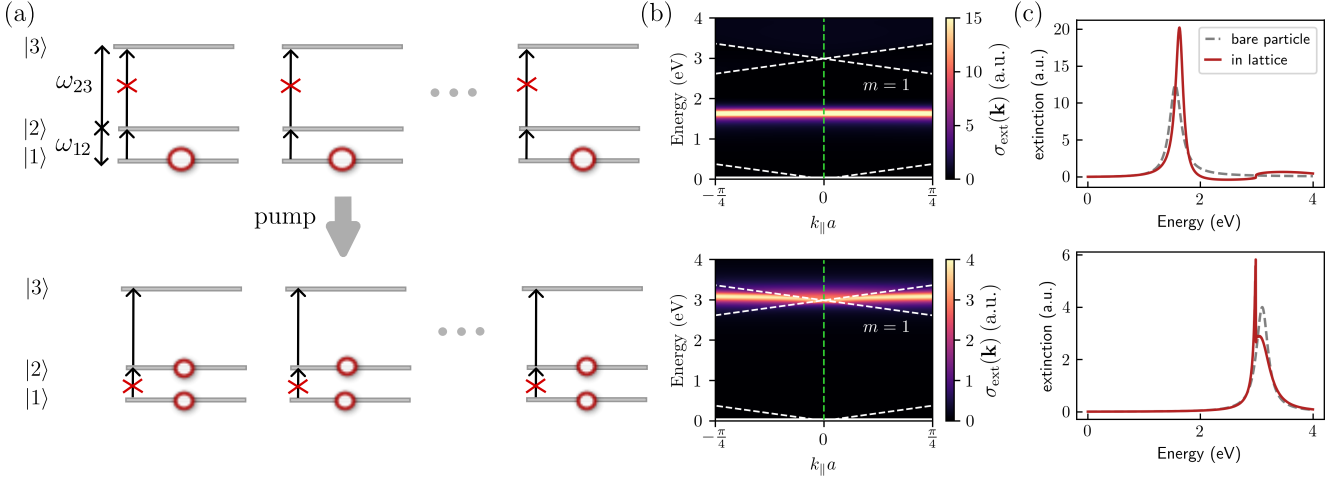 (a)
|3⟩
ω₂₃
|2⟩
ω₁₂
|1⟩
pump
|3⟩
|2⟩
|1⟩
(b)
4
3
2
1
0
Energy (eV)
m = 1
−π/4
0
π/4
k∥a
15
10
5
0
σext(k) (a.u.)
4
3
2
1
0
Energy (eV)
m = 1
−π/4
0
π/4
k∥a
4
3
2
1
0
σext(k) (a.u.)
(c)
20
15
10
5
0
extinction (a.u.)
bare particle
in lattice
0
2
4
Energy (eV)
6
4
2
0
extinction (a.u.)
0
2
4
Energy (eV)